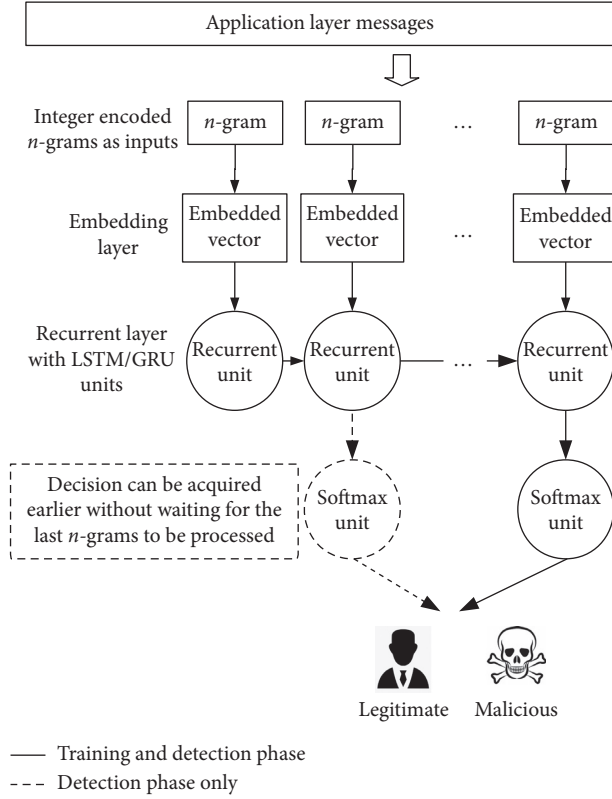 Application layer messages
Integer encoded
n-grams as inputs
n-gram
n-gram
...
n-gram
Embedding
layer
Embedded
vector
Embedded
vector
...
Embedded
vector
Recurrent layer
with LSTM/GRU
units
Recurrent
unit
Recurrent
unit
...
Recurrent
unit
Decision can be acquired
earlier without waiting for the
last n-grams to be processed
Softmax
unit
Softmax
unit
Legitimate
Malicious
Training and detection phase
Detection phase only